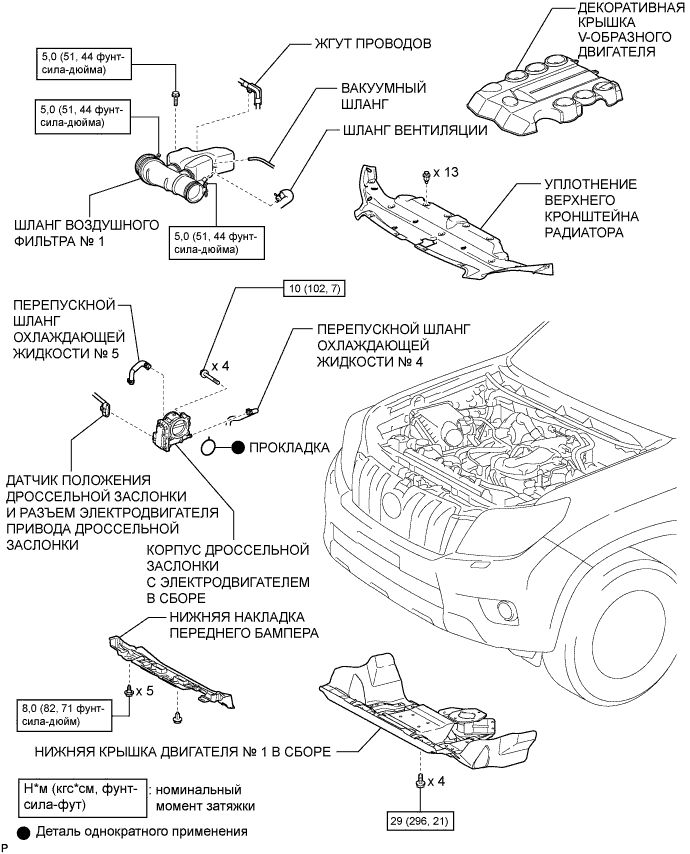 ДЕКОРАТИВНАЯ
КРЫШКА
V-ОБРАЗНОГО
ДВИГАТЕЛЯ
ЖГУТ ПРОВОДОВ
5,0 (51, 44 фунт-
сила-дюйма)
ВАКУУМНЫЙ
ШЛАНГ
5,0 (51, 44 фунт-
сила-дюйма)
ШЛАНГ ВЕНТИЛЯЦИИ
x 13
УПЛОТНЕНИЕ
ВЕРХНЕГО
КРОНШТЕЙНА
РАДИАТОРА
ШЛАНГ ВОЗДУШНОГО
ФИЛЬТРА № 1
5,0 (51, 44 фунт-
сила-дюйма)
10 (102, 7)
ПЕРЕПУСКНОЙ
ШЛАНГ
ОХЛАЖДАЮЩЕЙ
ЖИДКОСТИ № 5
ПЕРЕПУСКНОЙ ШЛАНГ
ОХЛАЖДАЮЩЕЙ
ЖИДКОСТИ № 4
x 4
ПРОКЛАДКА
ДАТЧИК ПОЛОЖЕНИЯ
ДРОССЕЛЬНОЙ ЗАСЛОНКИ
И РАЗЪЕМ ЭЛЕКТРОДВИГАТЕЛЯ
ПРИВОДА ДРОССЕЛЬНОЙ
ЗАСЛОНКИ
КОРПУС ДРОССЕЛЬНОЙ
ЗАСЛОНКИ
С ЭЛЕКТРОДВИГАТЕЛЕМ
В СБОРЕ
НИЖНЯЯ НАКЛАДКА
ПЕРЕДНЕГО БАМПЕРА
x 5
8,0 (82, 71 фунт-
сила-дюйм)
НИЖНЯЯ КРЫШКА ДВИГАТЕЛЯ № 1 В СБОРЕ
x 4
29 (296, 21)
Н*м (кгс*см, фунт-
сила-фут)
: номинальный
момент затяжки
Деталь однократного применения
P